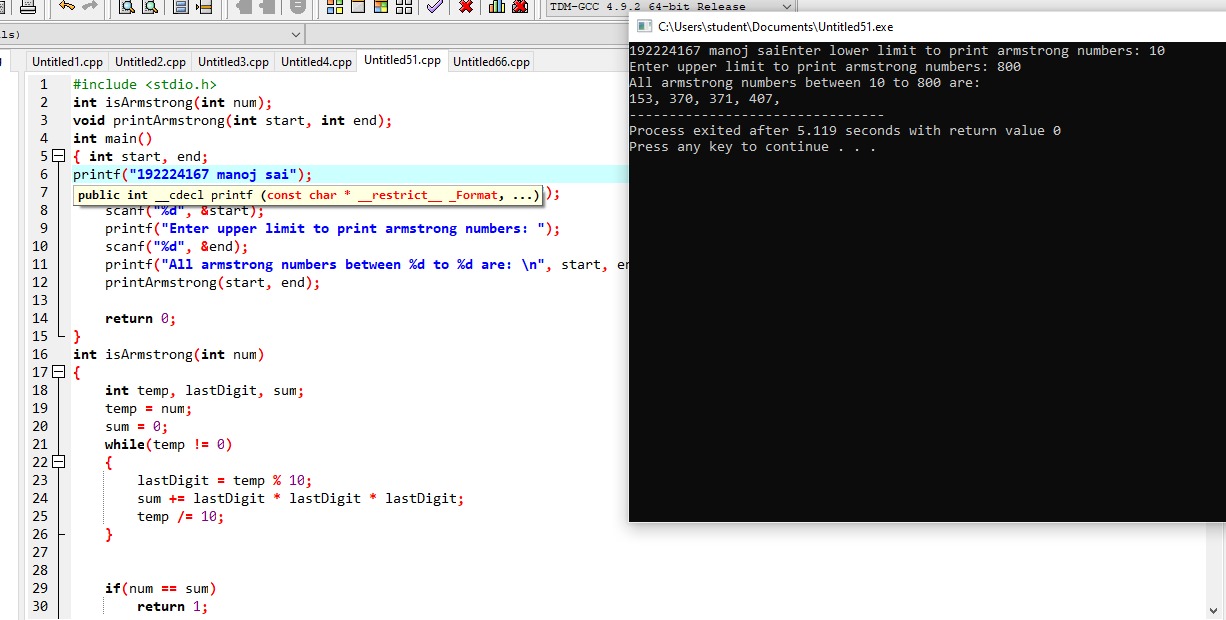 TDM-GCC 4.9.2 64-bit Release
ls)
Untitled1.cpp Untitled2.cpp Untitled3.cpp Untitled4.cpp Untitled51.cpp Untitled66.cpp
1 #include <stdio.h>
2 int isArmstrong(int num);
3 void printArmstrong(int start, int end);
4 int main()
5 { int start, end;
6 printf("192224167 manoj sai");
7 public int __cdecl printf (const char * __restrict__ _Format, ...) );
8 scanf("%d", &start);
9 printf("Enter upper limit to print armstrong numbers: ");
10 scanf("%d", &end);
11 printf("All armstrong numbers between %d to %d are: \n", start, en
12 printArmstrong(start, end);
13
14 return 0;
15 }
16 int isArmstrong(int num)
17 {
18 int temp, lastDigit, sum;
19 temp = num;
20 sum = 0;
21 while(temp != 0)
22 {
23 lastDigit = temp % 10;
24 sum += lastDigit * lastDigit * lastDigit;
25 temp /= 10;
26 }
27
28
29 if(num == sum)
30 return 1;
C:\Users\student\Documents\Untitled51.exe
192224167 manoj saiEnter lower limit to print armstrong numbers: 10
Enter upper limit to print armstrong numbers: 800
All armstrong numbers between 10 to 800 are:
153, 370, 371, 407,
--------------------------------
Process exited after 5.119 seconds with return value 0
Press any key to continue . . .